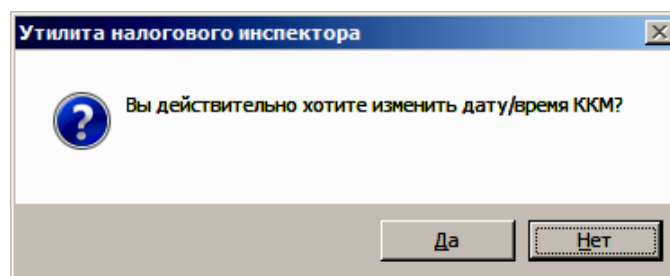 Утилита налогового инспектора
Вы действительно хотите изменить дату/время ККМ?
Да
Нет